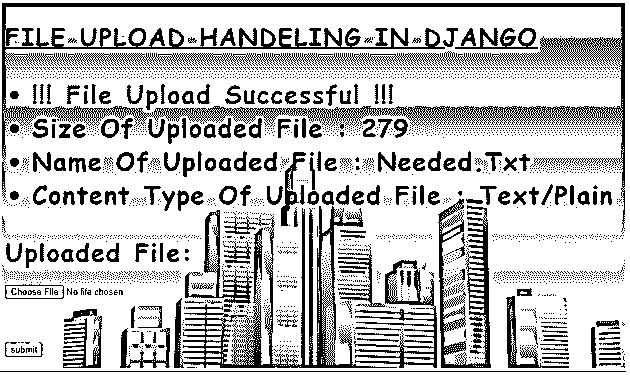 FILE-UPLOAD-HANDELING-IN-DJANGO
• !!! File Upload Successful !!!
• Size Of Uploaded File : 279
• Name Of Uploaded File : Needed.Txt
• Content Type Of Uploaded File : Text/Plain
Uploaded File:
Choose File No file chosen
submit